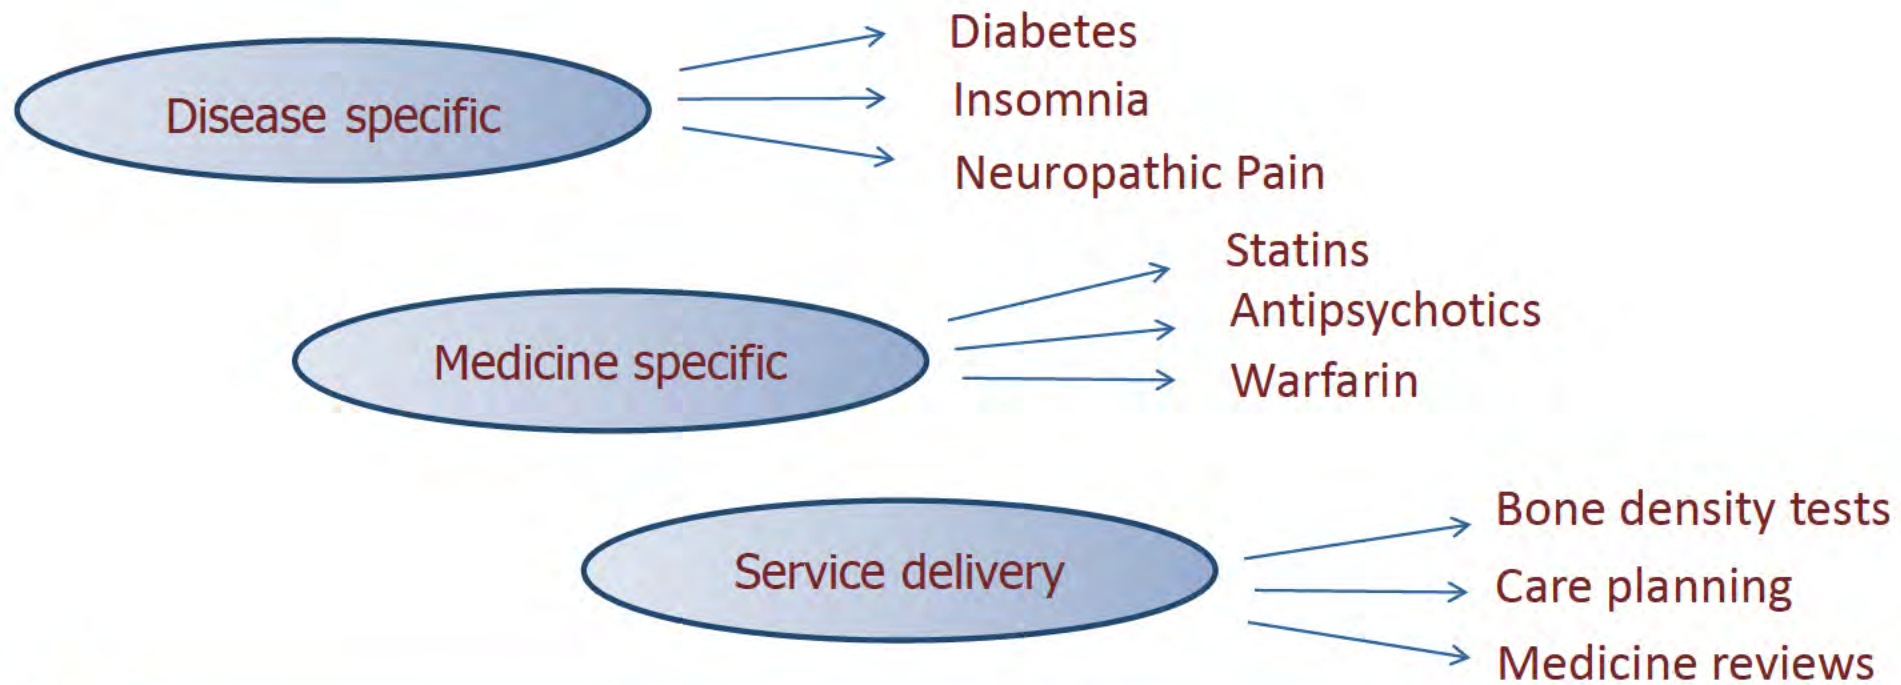 Disease specific
Diabetes
Insomnia
Neuropathic Pain
Medicine specific
Statins
Antipsychotics
Warfarin
Service delivery
Bone density tests
Care planning
Medicine reviews